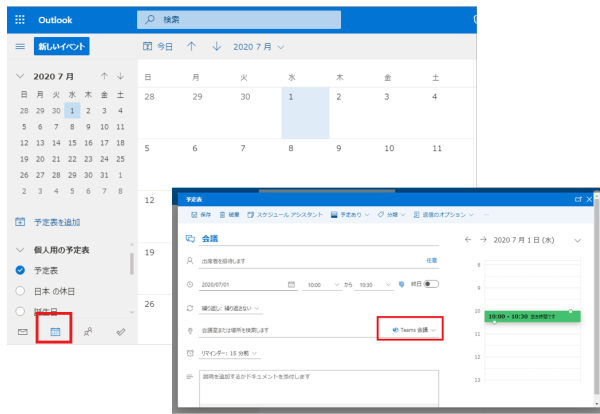 Outlook
検索
新しいイベント
今日
2020 7 月
2020 7 月
日 月 火 水 木 金 土
28 29 30 1 2 3 4
5 6 7 8 9 10 11
12 13 14 15 16 17 18
19 20 21 22 23 24 25
26 27 28 29 30 31 1
2 3 4 5 6 7 8
予定表を追加
個人用の予定表
予定表
日本 の休日
誕生日
日 月 火 水 木 金 土
28 29 30 1 2 3 4
5 6 7 8 9 10 11
12
19
26
予定表
保存 破棄 スケジュール アシスタント 予定あり 分類 返信のオプション
会議
出席者を招待します 任意
2020/07/01 10:00 から 10:30 終日
繰り返し: 繰り返さない
会議室または場所を検索します Teams 会議
リマインダー: 15 分前
説明を追加するかドキュメントを添付します
2020 7 月 1 日 (水)
8
9
10
10:00 - 10:30 空き時間です
11
12
13